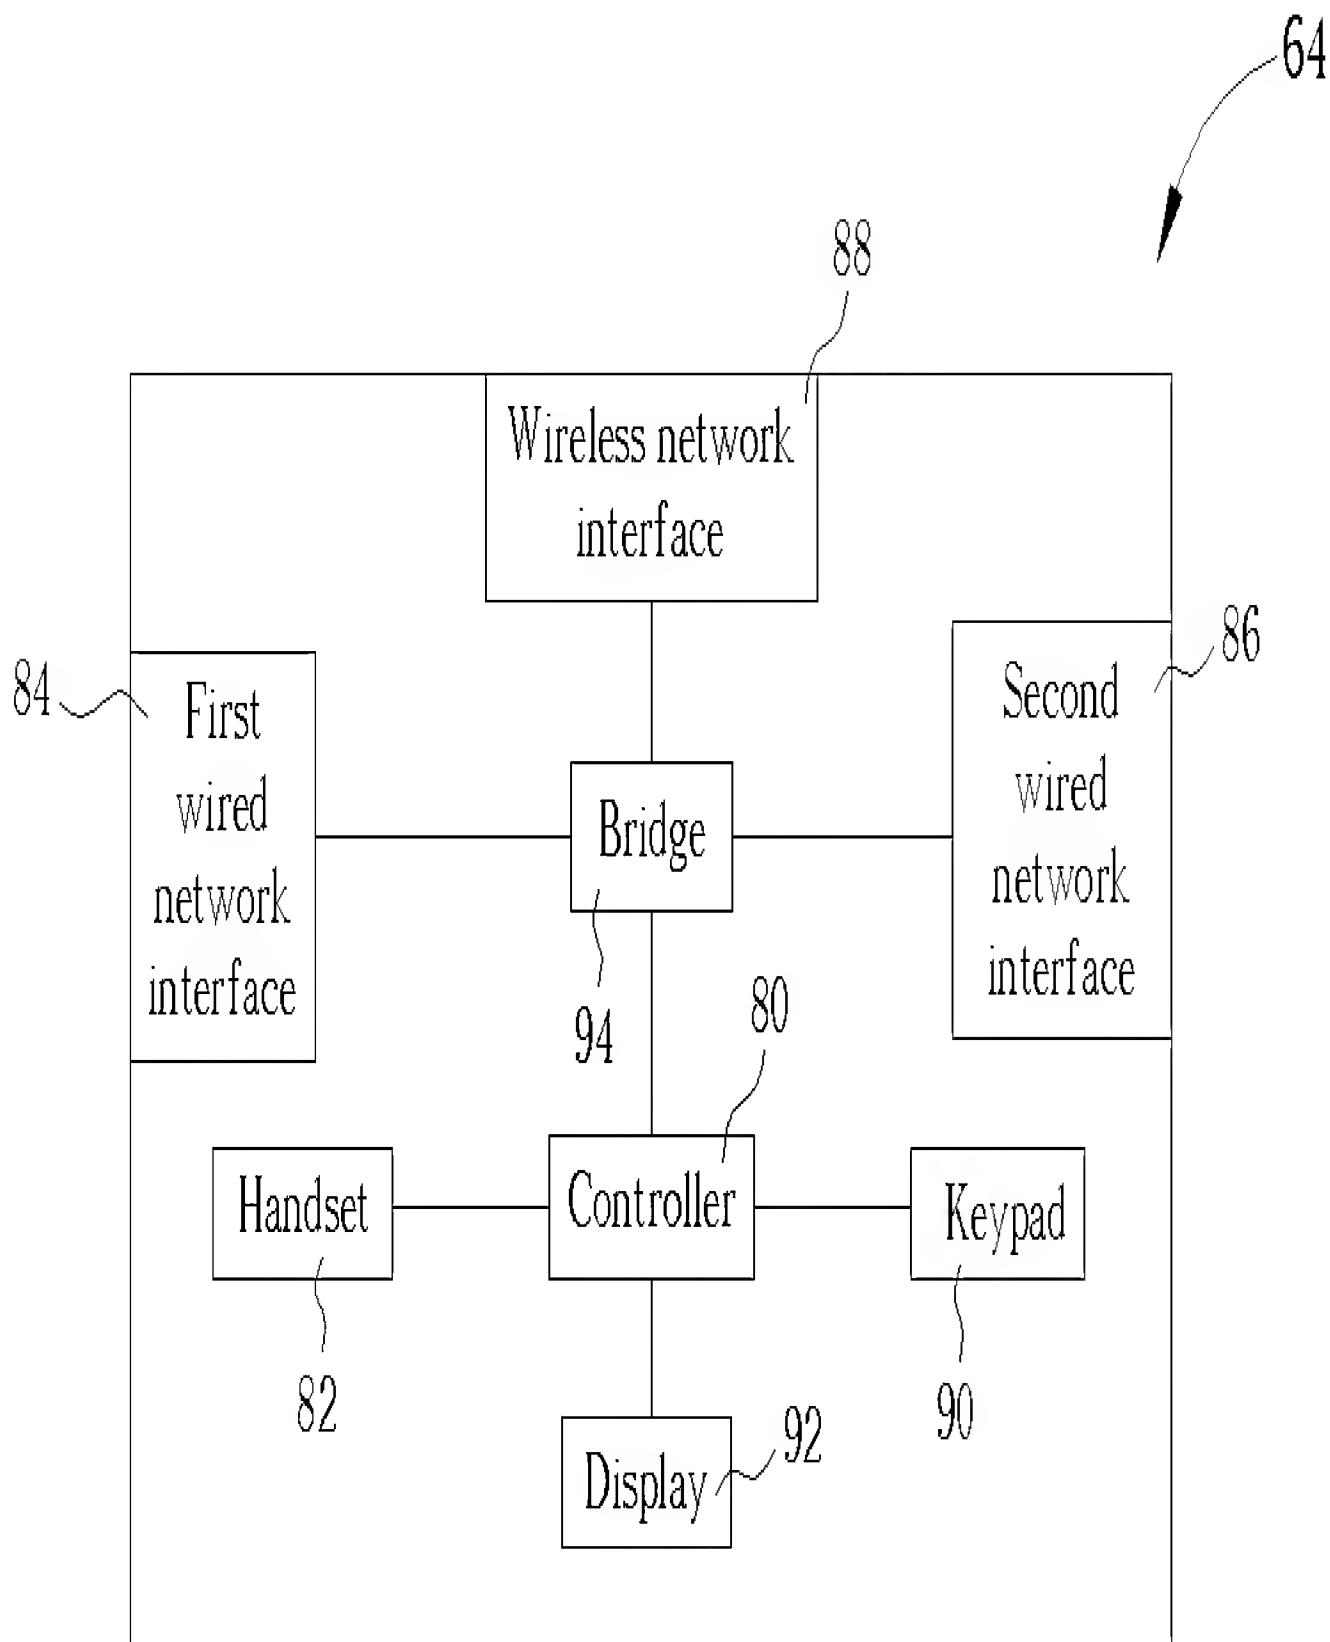 64
88
Wireless network
interface
84
First
wired
network
interface
86
Second
wired
network
interface
Bridge
94
80
Handset
82
Controller
Keypad
90
92
Display